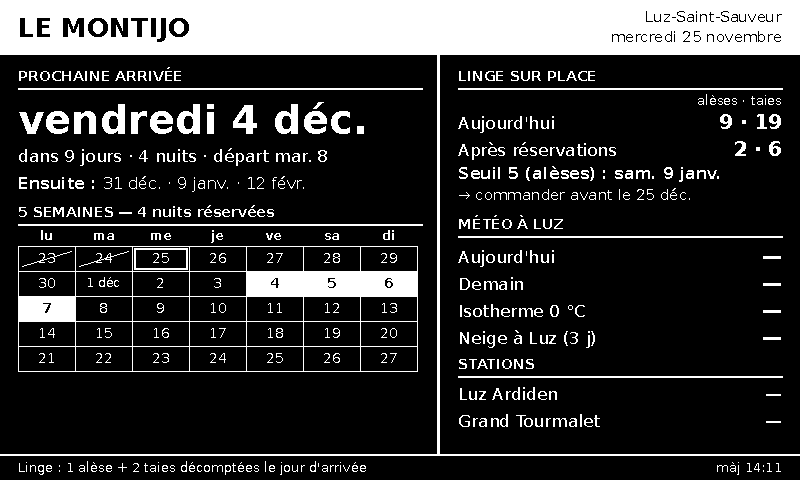 LE MONTIJO
Luz-Saint-Sauveur
mercredi 25 novembre
PROCHAINE ARRIVÉE
vendredi 4 déc.
dans 9 jours · 4 nuits · départ mar. 8
Ensuite : 31 déc. · 9 janv. · 12 févr.
5 SEMAINES — 4 nuits réservées
lu ma me je ve sa di
23 24 25 26 27 28 29
30 1 déc 2 3 4 5 6
7 8 9 10 11 12 13
14 15 16 17 18 19 20
21 22 23 24 25 26 27
LINGE SUR PLACE
alèses · taies
Aujourd'hui 9 · 19
Après réservations 2 · 6
Seuil 5 (alèses) : sam. 9 janv.
→ commander avant le 25 déc.
MÉTÉO À LUZ
Aujourd'hui —
Demain —
Isotherme 0 °C —
Neige à Luz (3 j) —
STATIONS
Luz Ardiden —
Grand Tourmalet —
Linge : 1 alèse + 2 taies décomptées le jour d'arrivée
màj 14:11